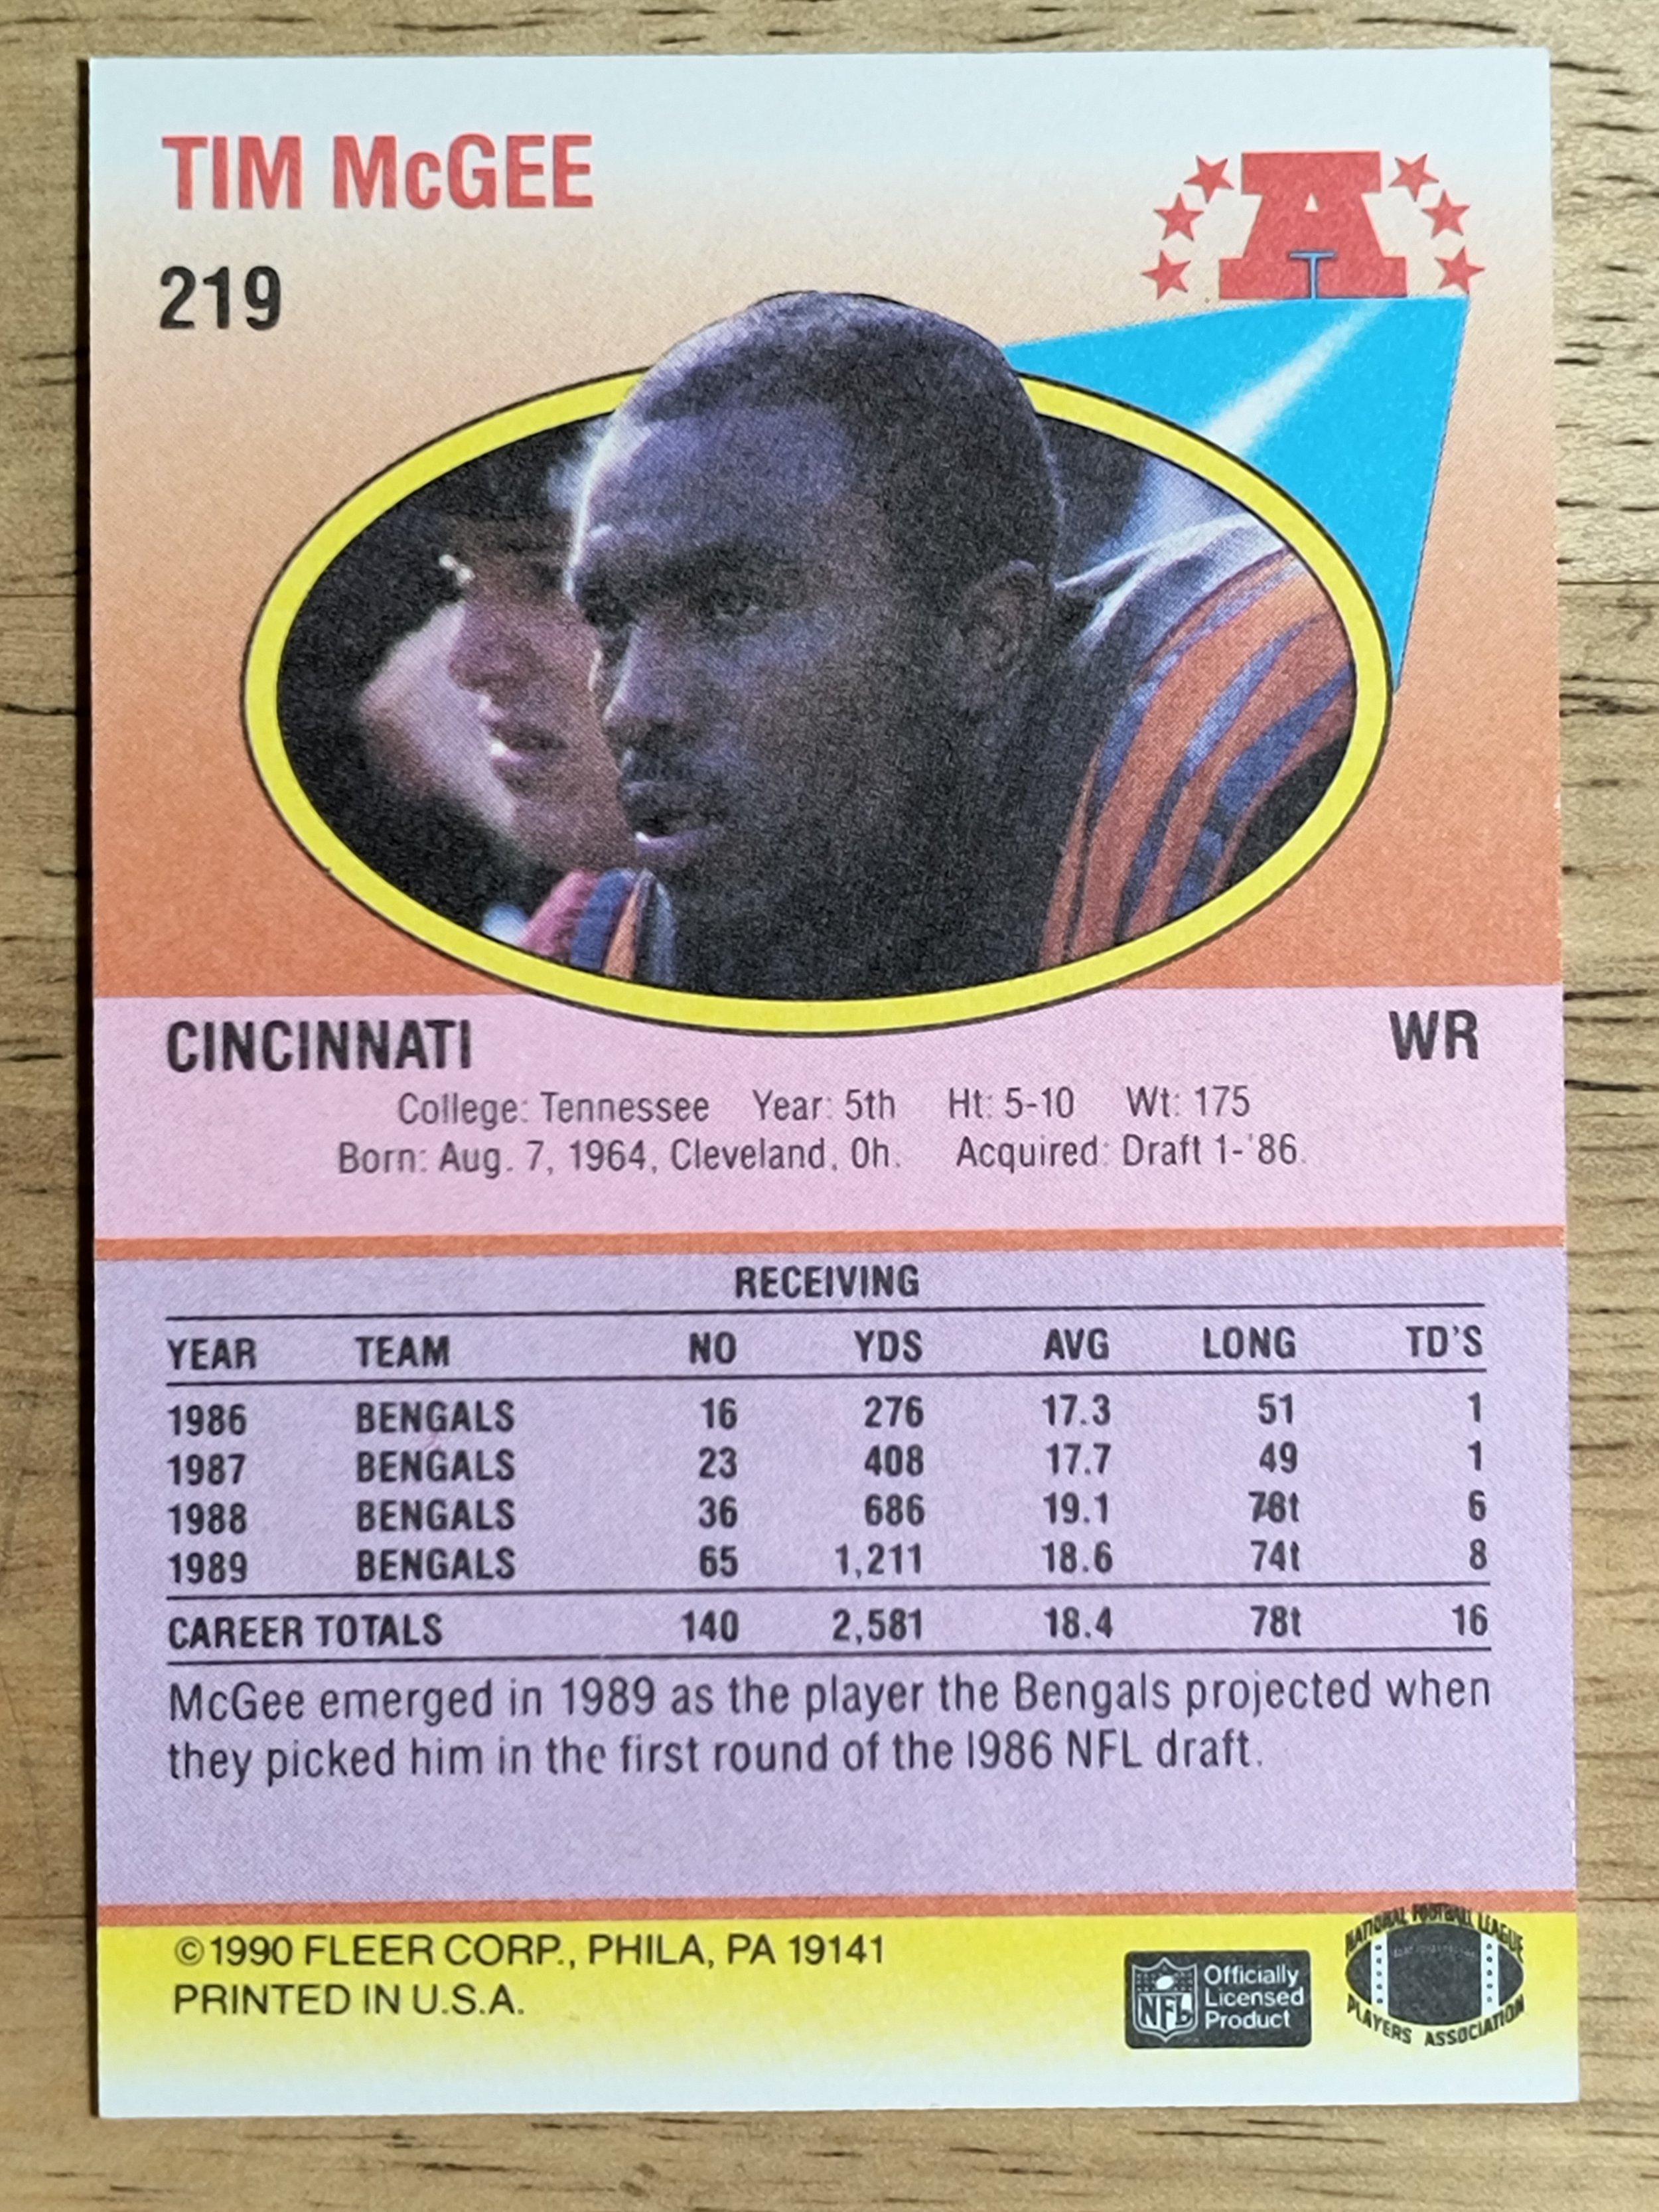 TIM McGEE
219
A
CINCINNATI WR
College: Tennessee Year: 5th Ht: 5-10 Wt: 175
Born: Aug. 7, 1964, Cleveland, Oh. Acquired: Draft 1-'86.
RECEIVING
YEAR TEAM NO YDS AVG LONG TD'S
1986 BENGALS 16 276 17.3 51 1
1987 BENGALS 23 408 17.7 49 1
1988 BENGALS 36 686 19.1 78t 6
1989 BENGALS 65 1,211 18.6 74t 8
CAREER TOTALS 140 2,581 18.4 78t 16
McGee emerged in 1989 as the player the Bengals projected when
they picked him in the first round of the 1986 NFL draft.
©1990 FLEER CORP., PHILA, PA 19141
PRINTED IN U.S.A.
NFL
Officially
Licensed
Product
NATIONAL FOOTBALL LEAGUE
PLAYERS ASSOCIATION